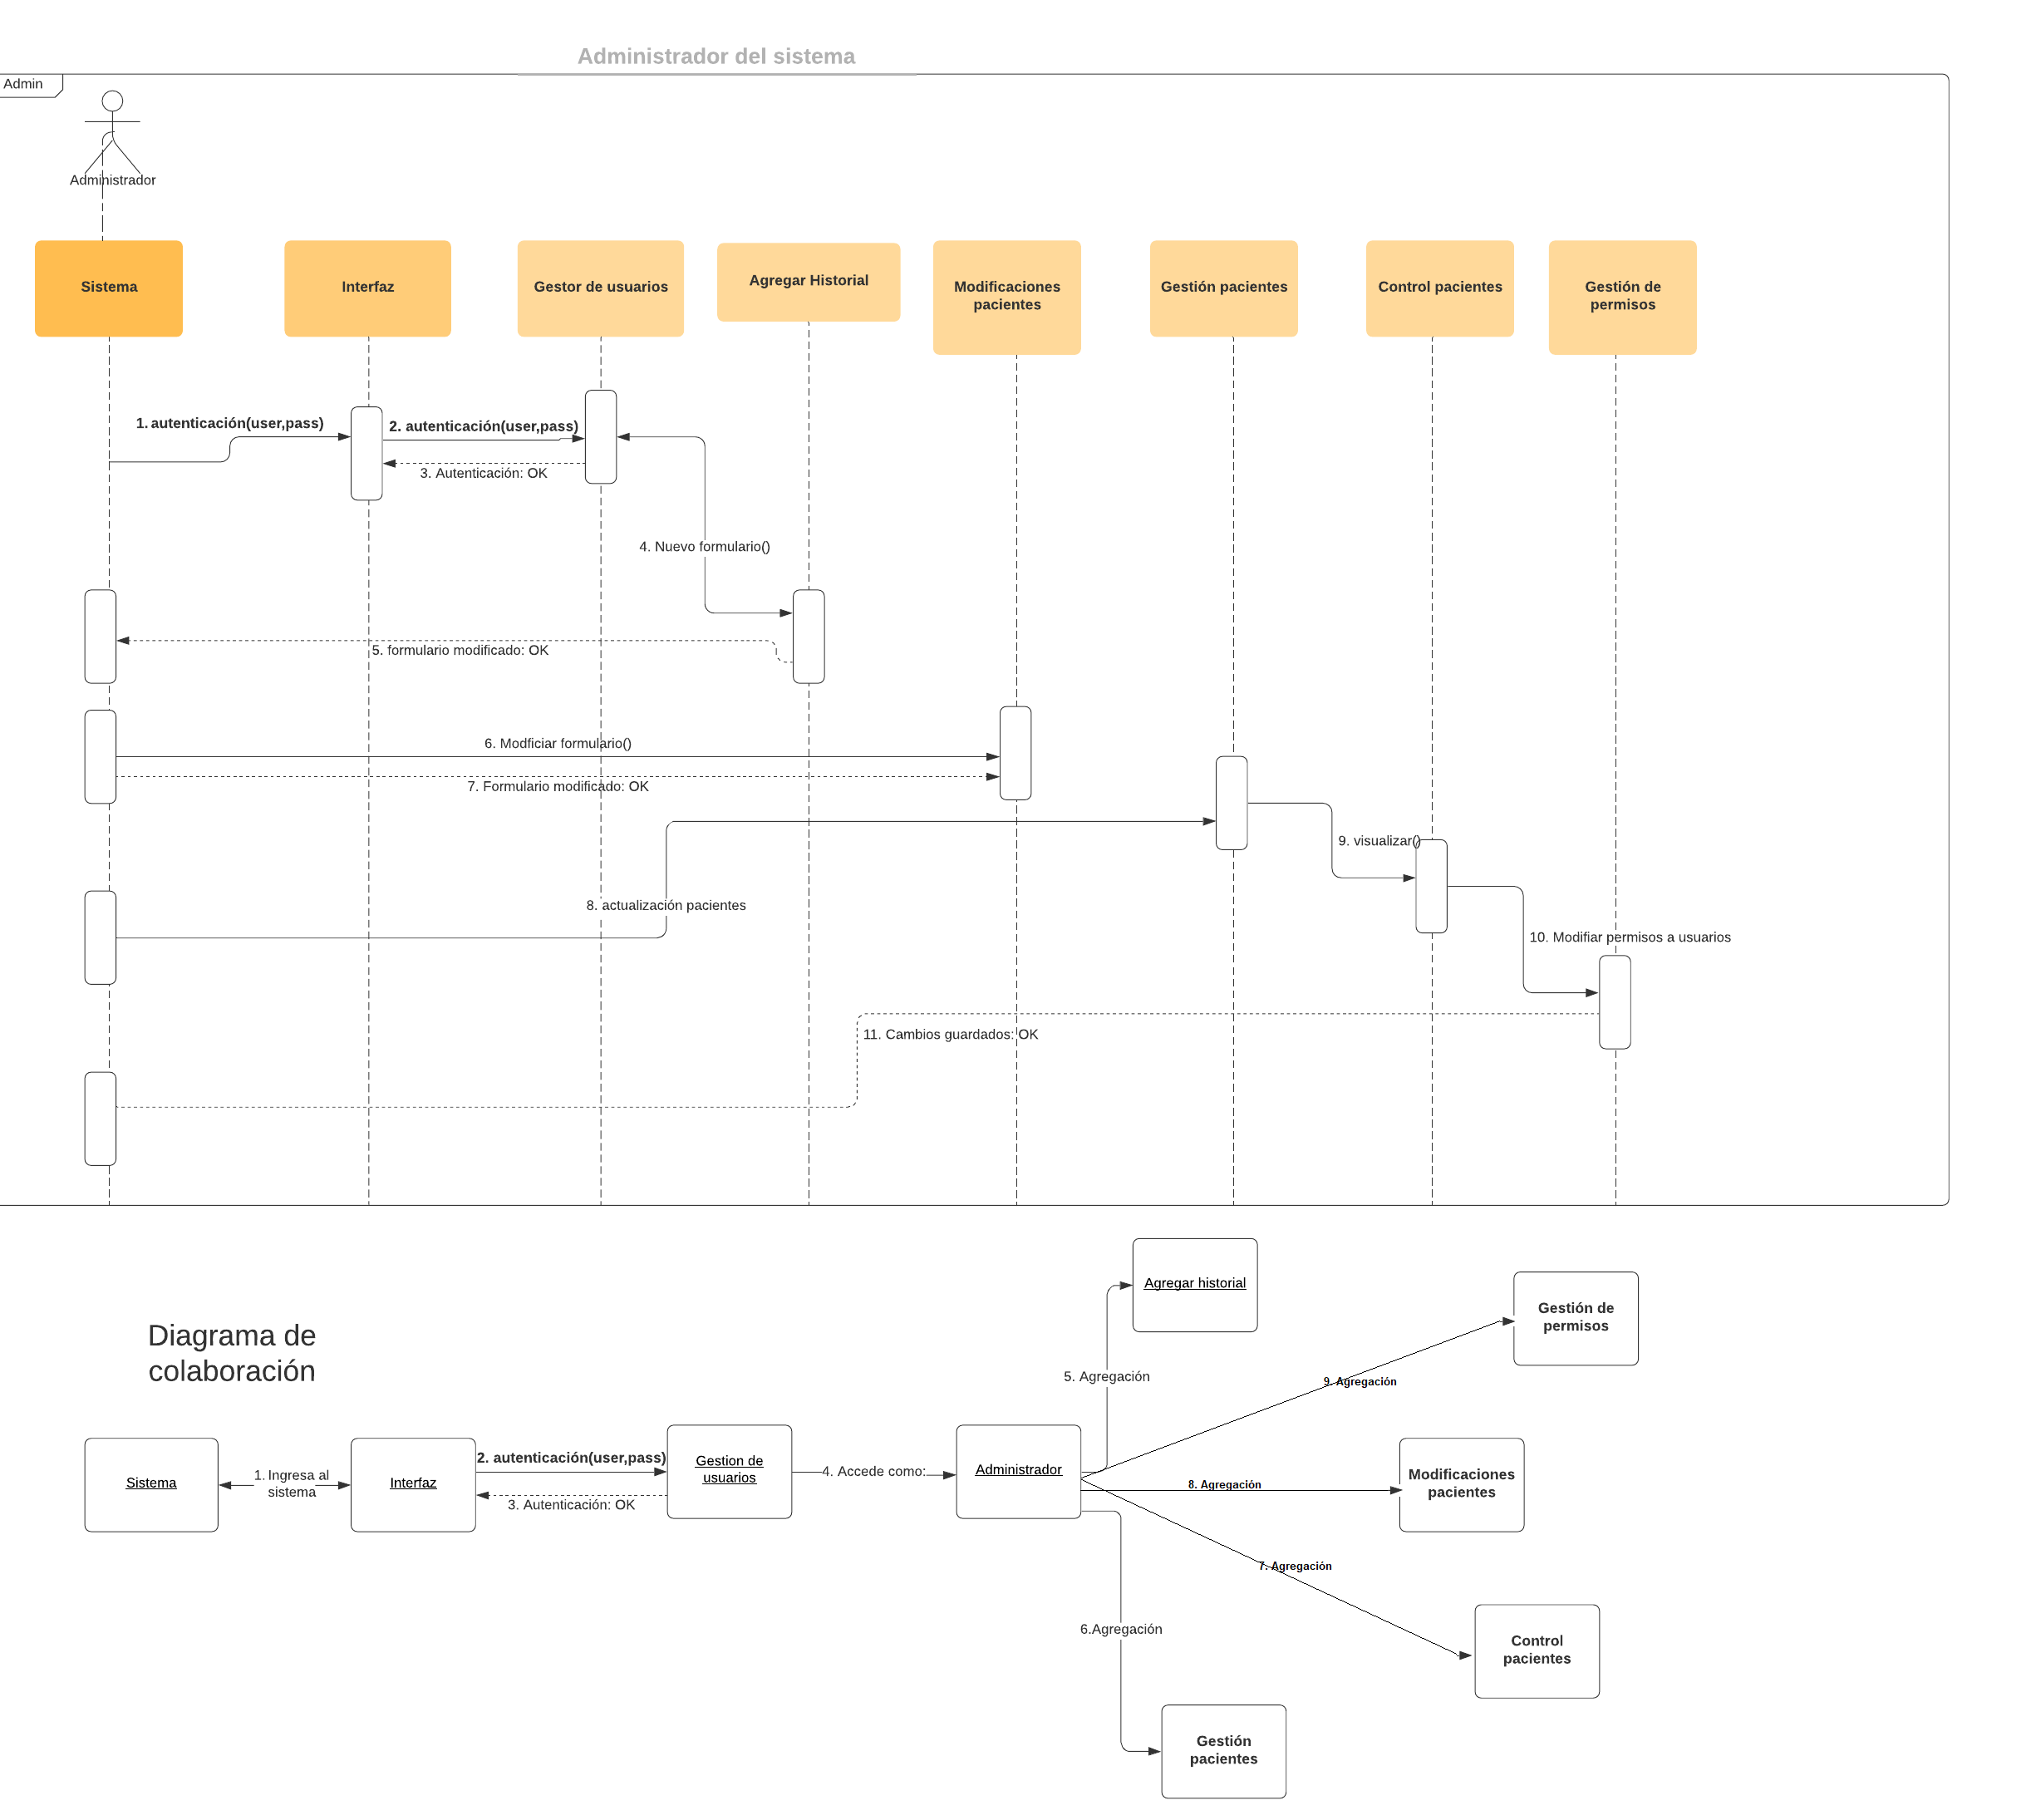 Administrador del sistema
Admin
Administrador
Sistema
Interfaz
Gestor de usuarios
Agregar Historial
Modificaciones
pacientes
Gestión pacientes
Control pacientes
Gestión de
permisos
1. autenticación(user,pass)
2. autenticación(user,pass)
3. Autenticación: OK
4. Nuevo formulario()
5. formulario modificado: OK
6. Modficiar formulario()
7. Formulario modificado: OK
9. visualizar()
8. actualización pacientes
10. Modifiar permisos a usuarios
11. Cambios guardados: OK
Diagrama de
colaboración
Agregar historial
Gestión de
permisos
5. Agregación
9. Agregación
Sistema
1. Ingresa al
sistema
Interfaz
2. autenticación(user,pass)
3. Autenticación: OK
Gestion de
usuarios
4. Accede como:
Administrador
8. Agregación
Modificaciones
pacientes
7. Agregación
6.Agregación
Control
pacientes
Gestión
pacientes